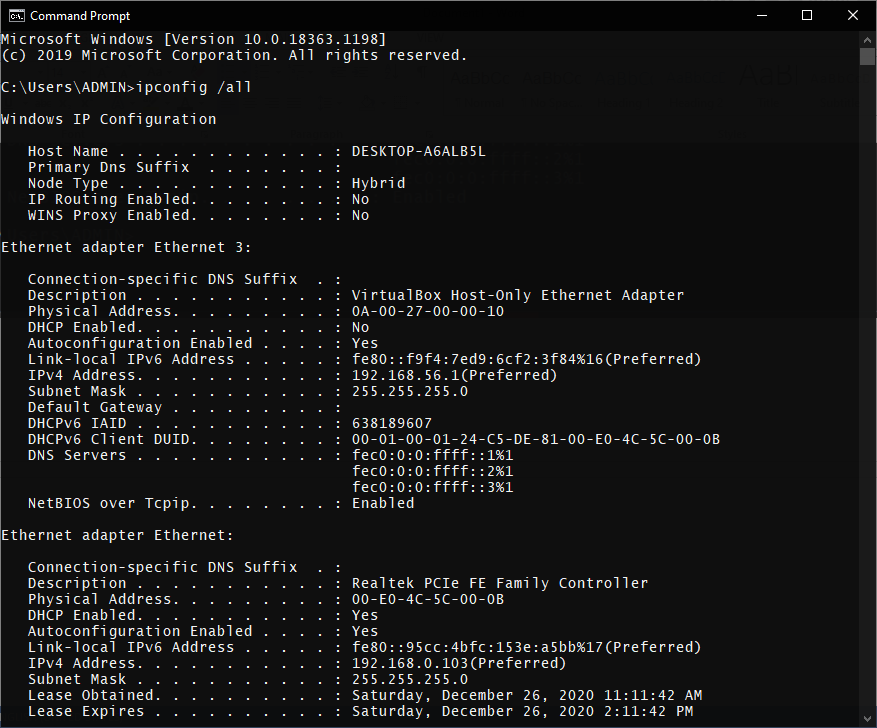 Command Prompt
Microsoft Windows [Version 10.0.18363.1198]
(c) 2019 Microsoft Corporation. All rights reserved.
C:\Users\ADMIN>ipconfig /all
Windows IP Configuration
   Host Name . . . . . . . . . . . . : DESKTOP-A6ALB5L
   Primary Dns Suffix  . . . . . . . :
   Node Type . . . . . . . . . . . . : Hybrid
   IP Routing Enabled. . . . . . . . : No
   WINS Proxy Enabled. . . . . . . . : No
Ethernet adapter Ethernet 3:
   Connection-specific DNS Suffix  . :
   Description . . . . . . . . . . . : VirtualBox Host-Only Ethernet Adapter
   Physical Address. . . . . . . . . : 0A-00-27-00-00-10
   DHCP Enabled. . . . . . . . . . . : No
   Autoconfiguration Enabled . . . . : Yes
   Link-local IPv6 Address . . . . . : fe80::f9f4:7ed9:6cf2:3f84%16(Preferred)
   IPv4 Address. . . . . . . . . . . : 192.168.56.1(Preferred)
   Subnet Mask . . . . . . . . . . . : 255.255.255.0
   Default Gateway . . . . . . . . . :
   DHCPv6 IAID . . . . . . . . . . . : 638189607
   DHCPv6 Client DUID. . . . . . . . : 00-01-00-01-24-C5-DE-81-00-E0-4C-5C-00-0B
   DNS Servers . . . . . . . . . . . : fec0:0:0:ffff::1%1
                                       fec0:0:0:ffff::2%1
                                       fec0:0:0:ffff::3%1
   NetBIOS over Tcpip. . . . . . . . : Enabled
Ethernet adapter Ethernet:
   Connection-specific DNS Suffix  . :
   Description . . . . . . . . . . . : Realtek PCIe FE Family Controller
   Physical Address. . . . . . . . . : 00-E0-4C-5C-00-0B
   DHCP Enabled. . . . . . . . . . . : Yes
   Autoconfiguration Enabled . . . . : Yes
   Link-local IPv6 Address . . . . . : fe80::95cc:4bfc:153e:a5bb%17(Preferred)
   IPv4 Address. . . . . . . . . . . : 192.168.0.103(Preferred)
   Subnet Mask . . . . . . . . . . . : 255.255.255.0
   Lease Obtained. . . . . . . . . . : Saturday, December 26, 2020 11:11:42 AM
   Lease Expires . . . . . . . . . . : Saturday, December 26, 2020 2:11:42 PM